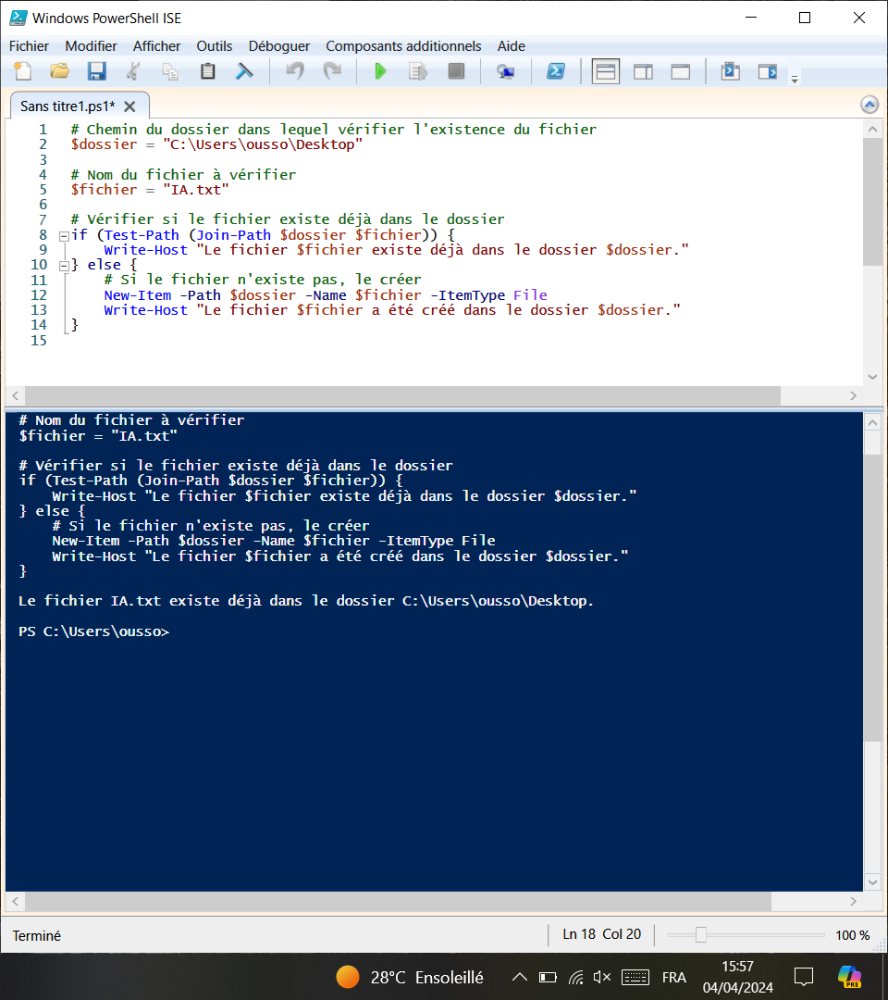 Windows PowerShell ISE
Fichier Modifier Afficher Outils Déboguer Composants additionnels Aide
Sans titre1.ps1*
1 # Chemin du dossier dans lequel vérifier l'existence du fichier
2 $dossier = "C:\Users\ousso\Desktop"
3
4 # Nom du fichier à vérifier
5 $fichier = "IA.txt"
6
7 # Vérifier si le fichier existe déjà dans le dossier
8 if (Test-Path (Join-Path $dossier $fichier)) {
9 Write-Host "Le fichier $fichier existe déjà dans le dossier $dossier."
10 } else {
11 # Si le fichier n'existe pas, le créer
12 New-Item -Path $dossier -Name $fichier -ItemType File
13 Write-Host "Le fichier $fichier a été créé dans le dossier $dossier."
14 }
15
# Nom du fichier à vérifier
$fichier = "IA.txt"
# Vérifier si le fichier existe déjà dans le dossier
if (Test-Path (Join-Path $dossier $fichier)) {
Write-Host "Le fichier $fichier existe déjà dans le dossier $dossier."
} else {
# Si le fichier n'existe pas, le créer
New-Item -Path $dossier -Name $fichier -ItemType File
Write-Host "Le fichier $fichier a été créé dans le dossier $dossier."
}
Le fichier IA.txt existe déjà dans le dossier C:\Users\ousso\Desktop.
PS C:\Users\ousso>
Terminé Ln 18 Col 20 100 %
28°C Ensoleillé FRA 15:57
04/04/2024
PRE